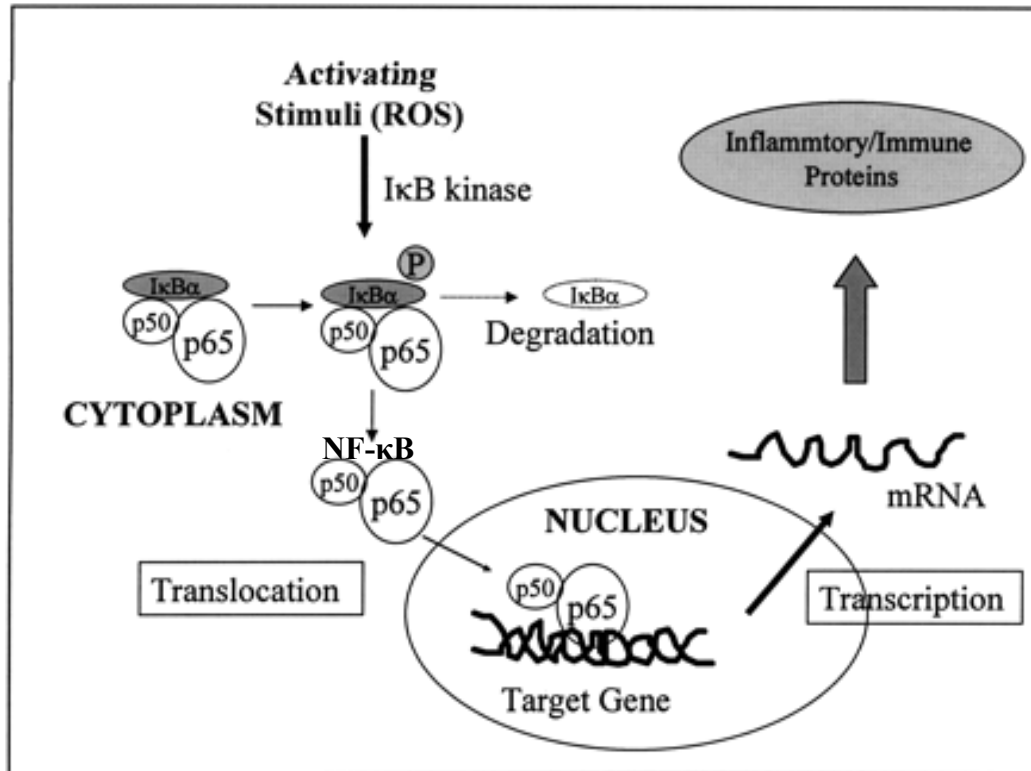 Activating
Stimuli (ROS)
IκB kinase
Inflammtory/Immune
Proteins
P
IκBα
p50
p65
IκBα
p50
p65
IκBα
Degradation
CYTOPLASM
NF-κB
p50
p65
mRNA
NUCLEUS
Translocation
p50
p65
Transcription
Target Gene